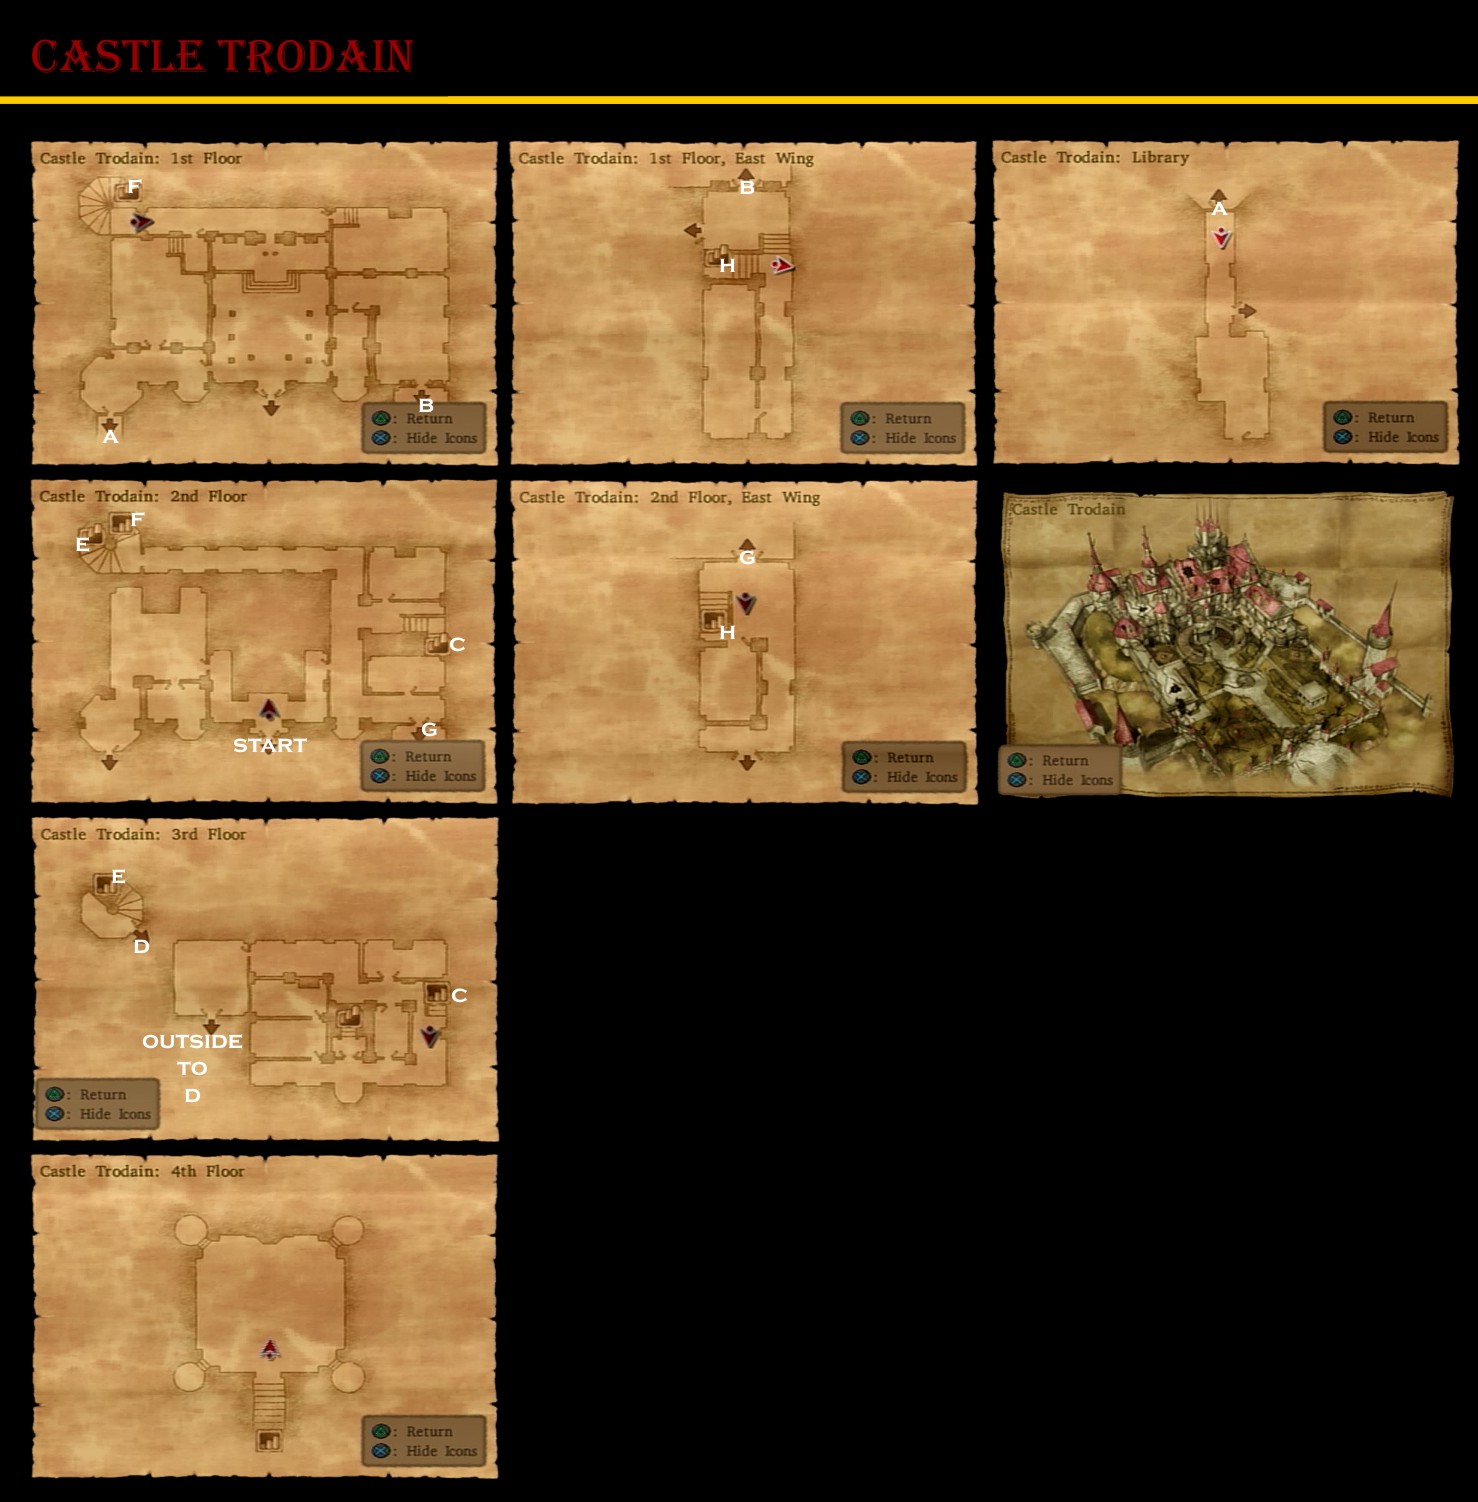 CASTLE TRODAIN
Castle Trodain: 1st Floor
F
B
A
: Return
: Hide Icons
Castle Trodain: 1st Floor, East Wing
B
H
: Return
: Hide Icons
Castle Trodain: Library
A
: Return
: Hide Icons
Castle Trodain: 2nd Floor
F
E
C
G
START
: Return
: Hide Icons
Castle Trodain: 2nd Floor, East Wing
G
H
: Return
: Hide Icons
Castle Trodain
: Return
: Hide Icons
Castle Trodain: 3rd Floor
E
D
C
OUTSIDE
TO
D
: Return
: Hide Icons
Castle Trodain: 4th Floor
: Return
: Hide Icons